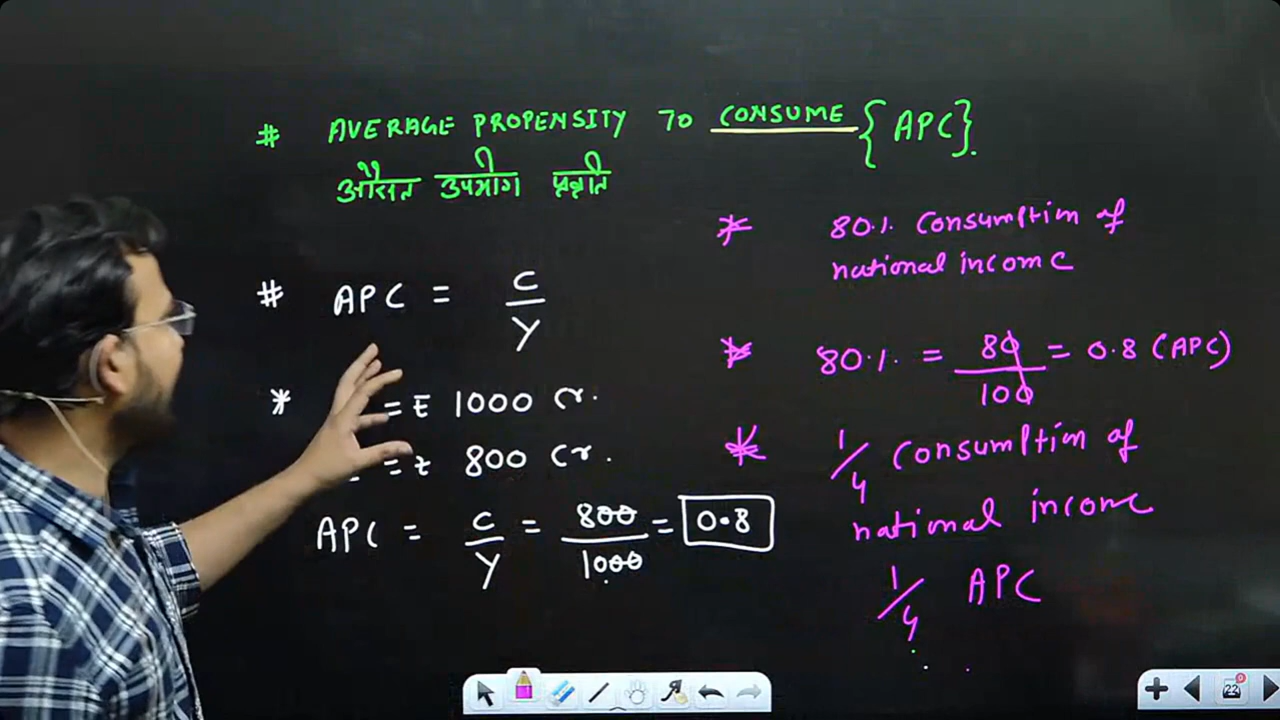 # AVERAGE PROPENSITY TO CONSUME {APC}.
औसत उपभोग प्रवृत्ति
# APC = C/Y
* = ₹ 1000 Cr.
= ₹ 800 Cr.
APC = C/Y = 800/1000 = 0.8
* 80% Consumption of
national income
* 80% = 80/100 = 0.8 (APC)
* 1/4 Consumption of
national income
1/4 APC
22